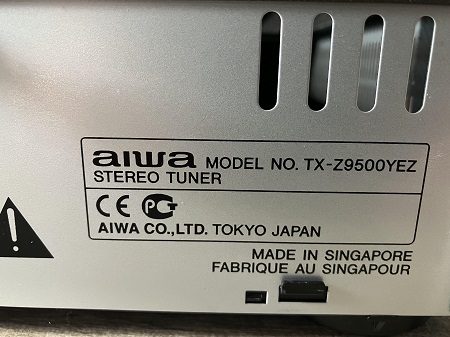 aiwa MODEL NO. TX-Z9500YEZ
STEREO TUNER
CE РСТ
AIWA CO.,LTD. TOKYO JAPAN
MADE IN SINGAPORE
FABRIQUE AU SINGAPOUR